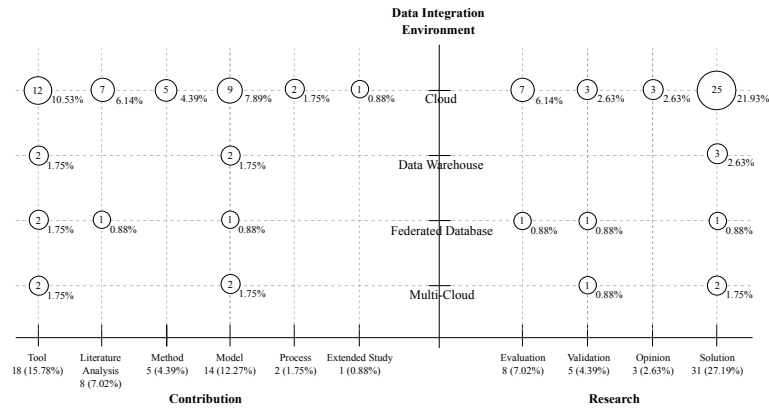 Data Integration
Environment
12
10.53%
7
6.14%
5
4.39%
9
7.89%
2
1.75%
1
0.88%
Cloud
7
6.14%
3
2.63%
3
2.63%
25
21.93%
2
1.75%
2
1.75%
Data Warehouse
3
2.63%
2
1.75%
1
0.88%
1
0.88%
Federated Database
1
0.88%
1
0.88%
1
0.88%
2
1.75%
2
1.75%
Multi-Cloud
1
0.88%
2
1.75%
Tool
18 (15.78%)
Literature
Analysis
8 (7.02%)
Method
5 (4.39%)
Model
14 (12.27%)
Process
2 (1.75%)
Extended Study
1 (0.88%)
Evaluation
8 (7.02%)
Validation
5 (4.39%)
Opinion
3 (2.63%)
Solution
31 (27.19%)
Contribution
Research